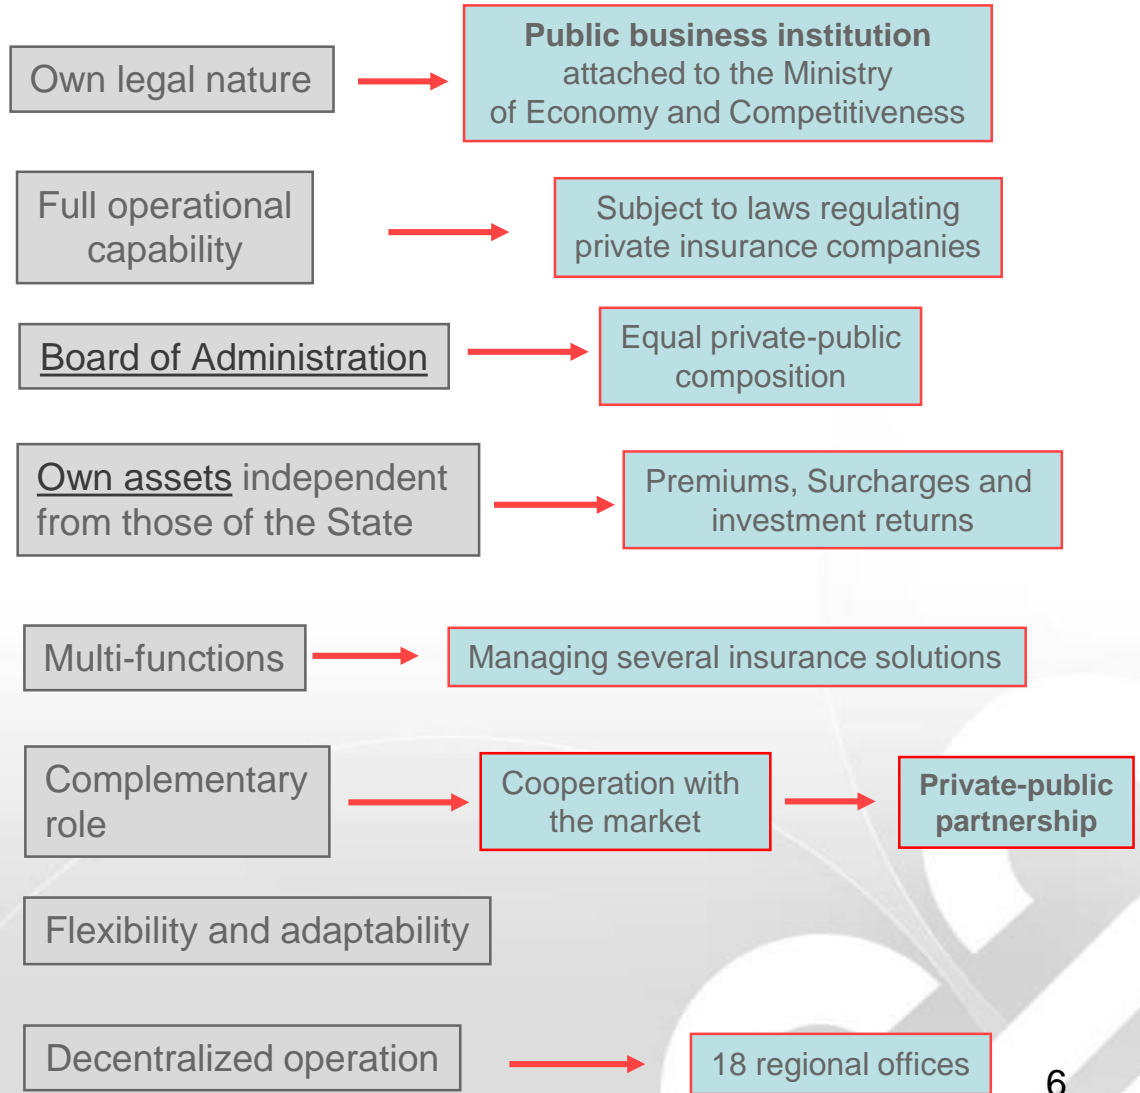 Own legal nature
Public business institution
attached to the Ministry
of Economy and Competitiveness
Full operational
capability
Subject to laws regulating
private insurance companies
Board of Administration
Equal private-public
composition
Own assets independent
from those of the State
Premiums, Surcharges and
investment returns
Multi-functions
Managing several insurance solutions
Complementary
role
Cooperation with
the market
Private-public
partnership
Flexibility and adaptability
Decentralized operation
18 regional offices
6